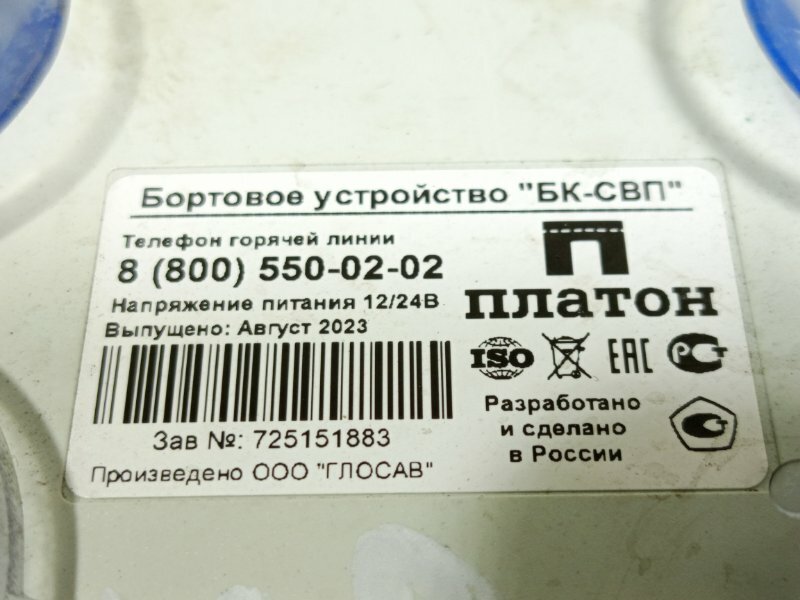 Бортовое устройство "БК-СВП"
Телефон горячей линии
8 (800) 550-02-02
Напряжение питания 12/24В
Выпущено: Август 2023
Зав №: 725151883
Произведено ООО "ГЛОСАВ"
П
ПЛАТОН
ISO
EAC
РСТ
Разработано
и сделано
в России